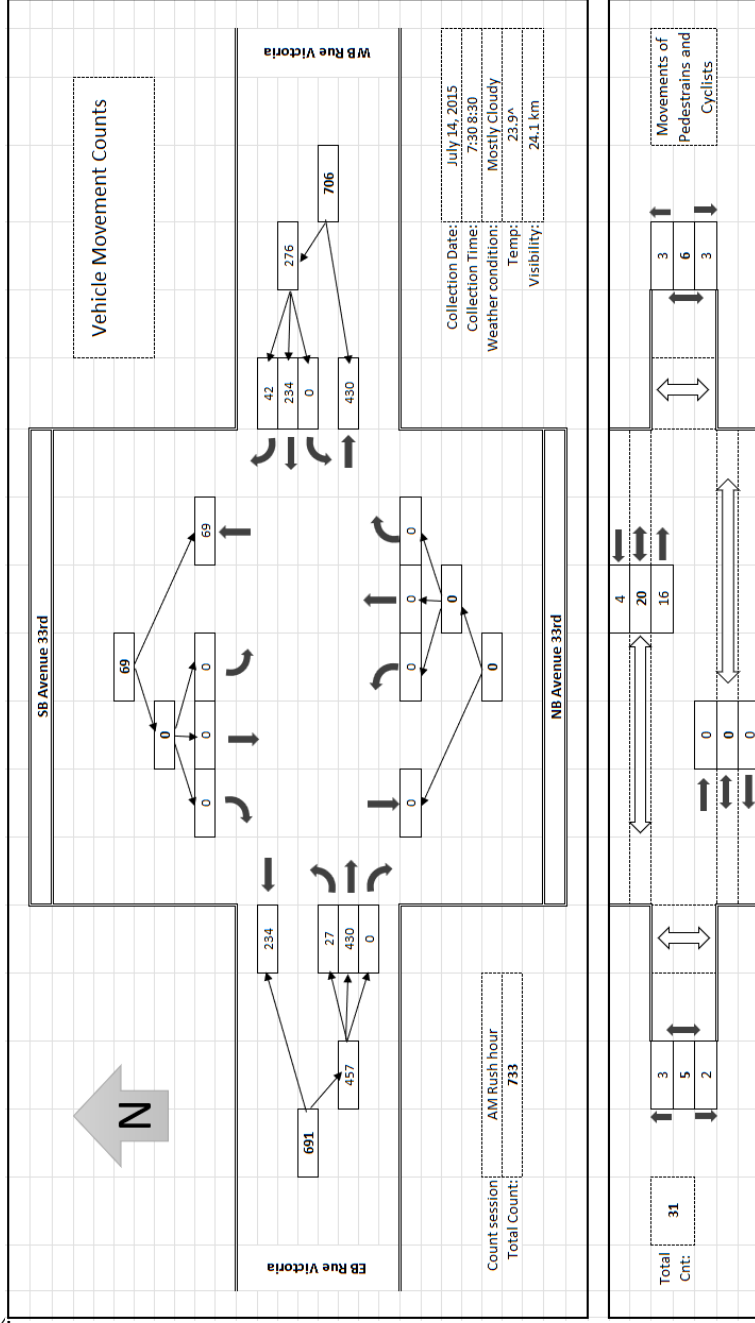 Vehicle Movement Counts
N
SB Avenue 33rd
69
0
0
0
0
69
EB Rue Victoria
691
234
457
27
430
0
WB Rue Victoria
42
234
0
276
706
430
0
0
0
0
0
0
NB Avenue 33rd
Count session
AM Rush hour
Total Count:
733
Collection Date:
July 14, 2015
Collection Time:
7:30 8:30
Weather condition:
Mostly Cloudy
Temp:
23.9^
Visibility:
24.1 km
Total
Cnt:
31
3
5
2
4
20
16
0
0
0
3
6
3
Movements of
Pedestrains and
Cyclists